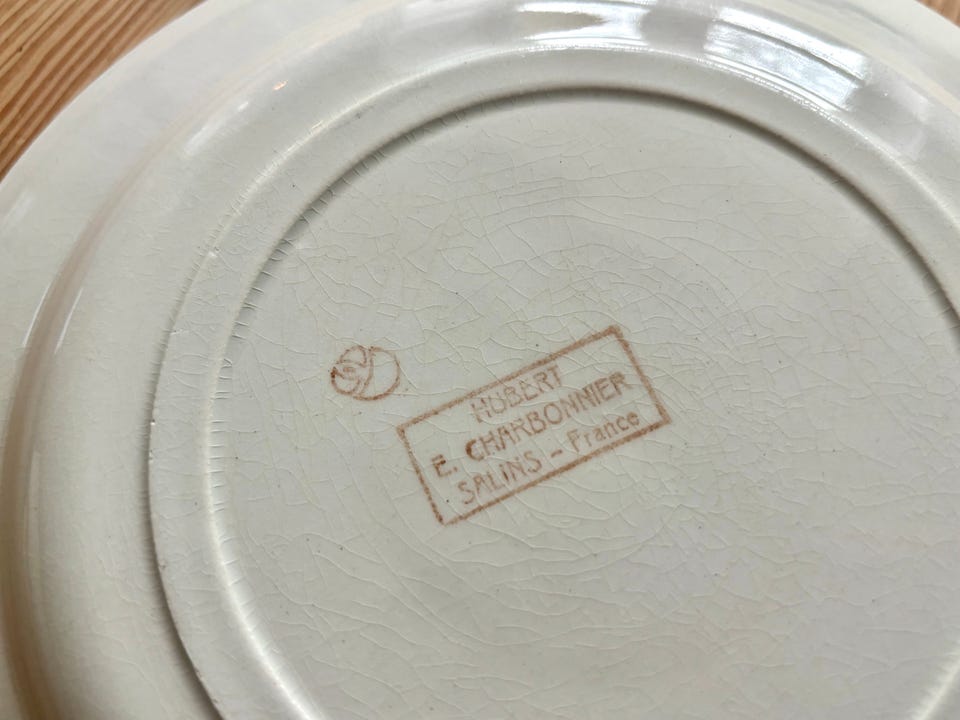 HUBERT
E. CHARBONNIER
SALINS - France